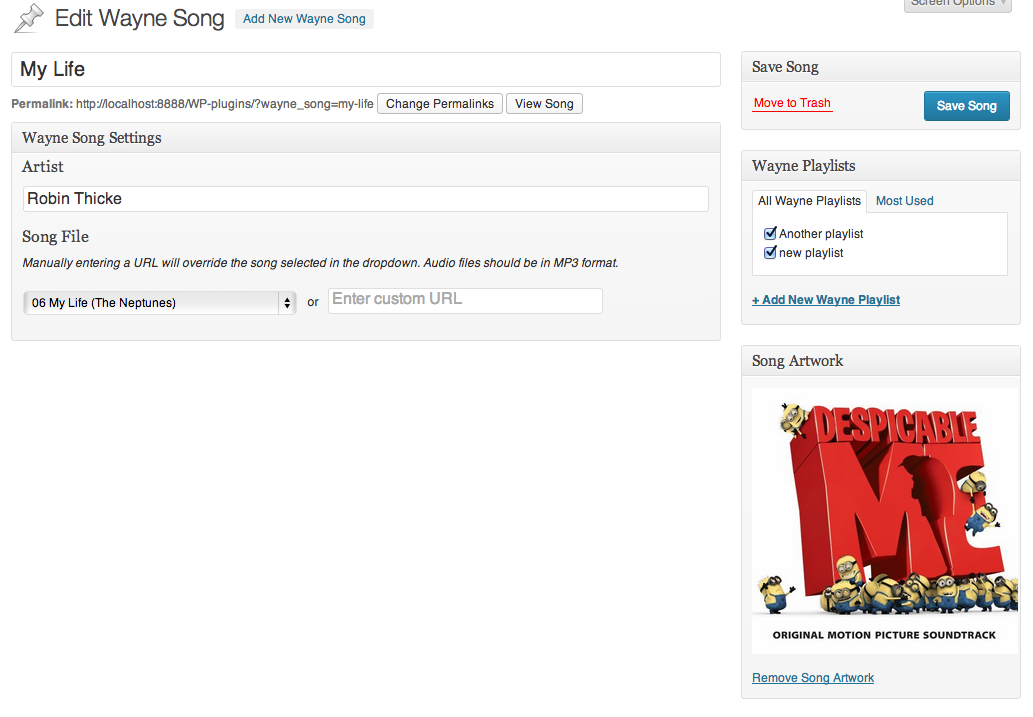 Edit Wayne Song Add New Wayne Song
Screen Options
My Life
Permalink: http://localhost:8888/WP-plugins/?wayne_song=my-life Change Permalinks View Song
Wayne Song Settings
Artist
Robin Thicke
Song File
Manually entering a URL will override the song selected in the dropdown. Audio files should be in MP3 format.
06 My Life (The Neptunes) or Enter custom URL
Save Song
Move to Trash Save Song
Wayne Playlists
All Wayne Playlists Most Used
Another playlist
new playlist
+ Add New Wayne Playlist
Song Artwork
DESPICABLE
ME
ORIGINAL MOTION PICTURE SOUNDTRACK
Remove Song Artwork